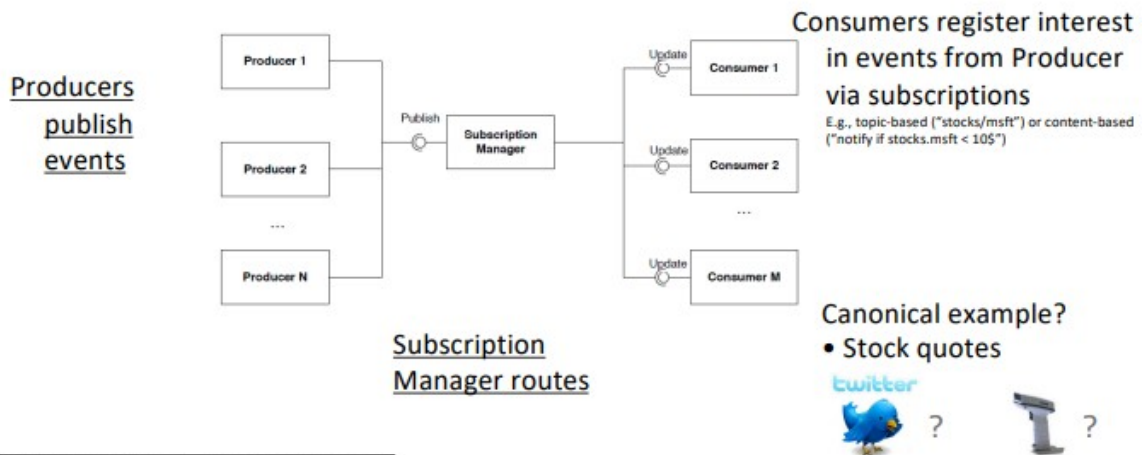 Producers
publish
events
Producer 1
Producer 2
...
Producer N
Publish
Subscription
Manager
Update
Consumer 1
Update
Consumer 2
...
Update
Consumer M
Consumers register interest
in events from Producer
via subscriptions
E.g., topic-based ("stocks/msft") or content-based
("notify if stocks.msft < 10$")
Subscription
Manager routes
Canonical example?
• Stock quotes
twitter
?
?